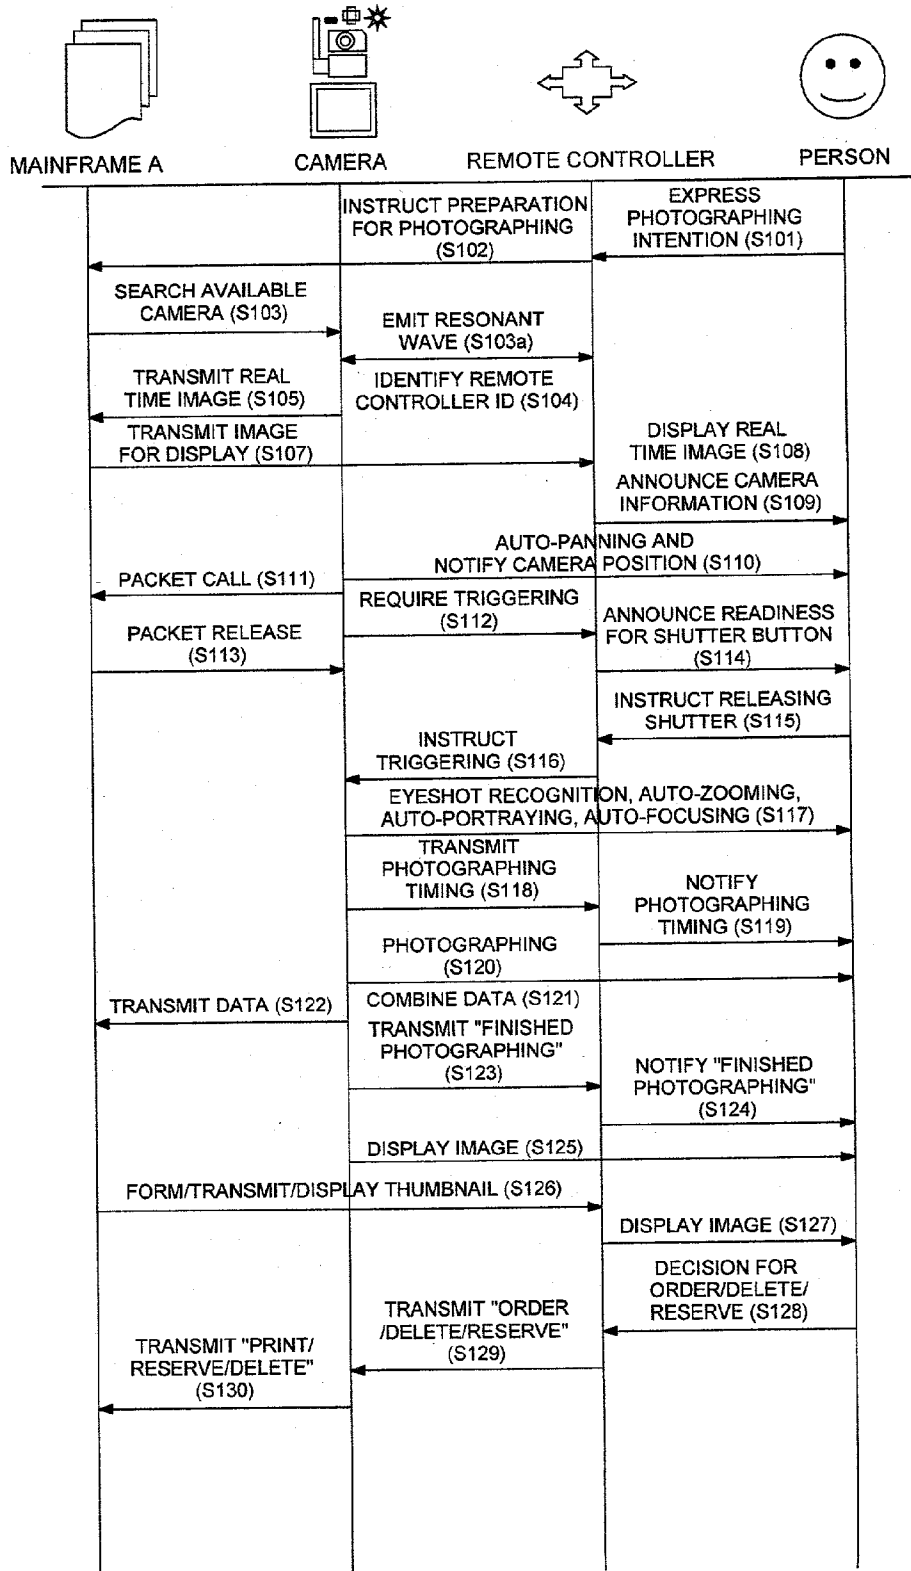 MAINFRAME A
CAMERA
REMOTE CONTROLLER
PERSON
EXPRESS
PHOTOGRAPHING
INTENTION (S101)
INSTRUCT PREPARATION
FOR PHOTOGRAPHING
(S102)
SEARCH AVAILABLE
CAMERA (S103)
EMIT RESONANT
WAVE (S103a)
IDENTIFY REMOTE
CONTROLLER ID (S104)
TRANSMIT REAL
TIME IMAGE (S105)
TRANSMIT IMAGE
FOR DISPLAY (S107)
DISPLAY REAL
TIME IMAGE (S108)
ANNOUNCE CAMERA
INFORMATION (S109)
AUTO-PANNING AND
NOTIFY CAMERA POSITION (S110)
PACKET CALL (S111)
REQUIRE TRIGGERING
(S112)
PACKET RELEASE
(S113)
ANNOUNCE READINESS
FOR SHUTTER BUTTON
(S114)
INSTRUCT RELEASING
SHUTTER (S115)
INSTRUCT
TRIGGERING (S116)
EYESHOT RECOGNITION, AUTO-ZOOMING,
AUTO-PORTRAYING, AUTO-FOCUSING (S117)
TRANSMIT
PHOTOGRAPHING
TIMING (S118)
NOTIFY
PHOTOGRAPHING
TIMING (S119)
PHOTOGRAPHING
(S120)
COMBINE DATA (S121)
TRANSMIT DATA (S122)
TRANSMIT "FINISHED
PHOTOGRAPHING"
(S123)
NOTIFY "FINISHED
PHOTOGRAPHING"
(S124)
DISPLAY IMAGE (S125)
FORM/TRANSMIT/DISPLAY THUMBNAIL (S126)
DISPLAY IMAGE (S127)
DECISION FOR
ORDER/DELETE/
RESERVE (S128)
TRANSMIT "ORDER
/DELETE/RESERVE"
(S129)
TRANSMIT "PRINT/
RESERVE/DELETE"
(S130)